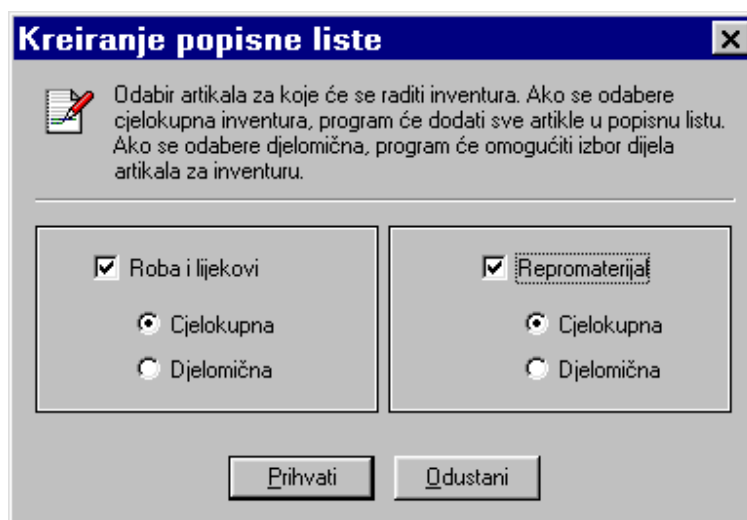 Kreiranje popisne liste
Odabir artikala za koje će se raditi inventura. Ako se odabere
cjelokupna inventura, program će dodati sve artikle u popisnu listu.
Ako se odabere djelomična, program će omogućiti izbor dijela
artikala za inventuru.
Roba i lijekovi
Cjelokupna
Djelomična
Repromaterijal
Cjelokupna
Djelomična
Prihvati
Odustani